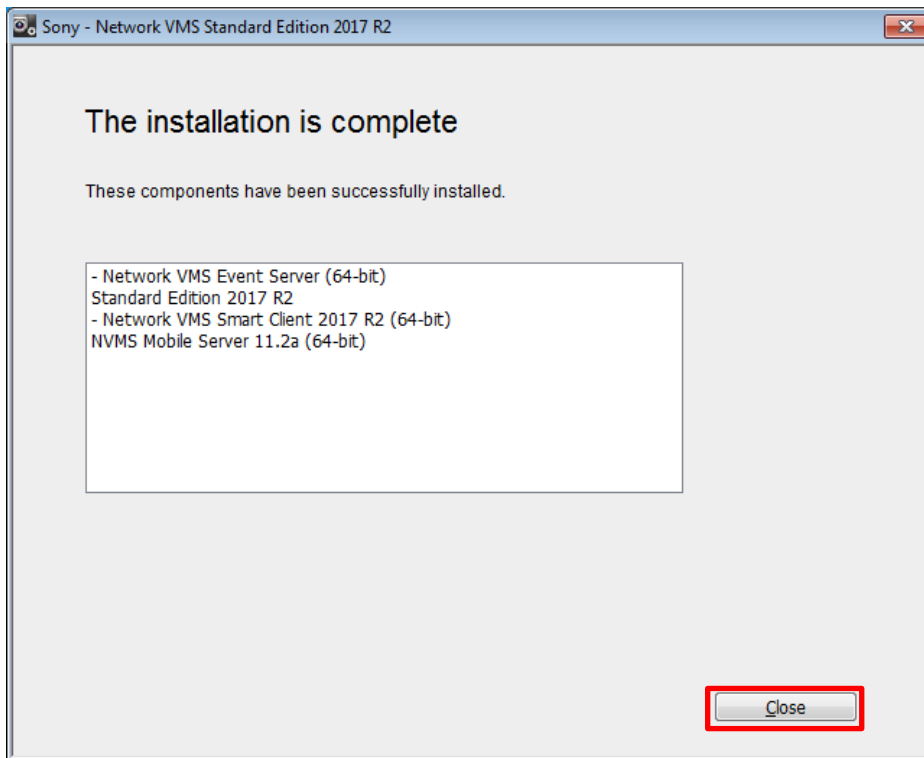 Sony - Network VMS Standard Edition 2017 R2
The installation is complete
These components have been successfully installed.
- Network VMS Event Server (64-bit)
Standard Edition 2017 R2
- Network VMS Smart Client 2017 R2 (64-bit)
NVMS Mobile Server 11.2a (64-bit)
Close